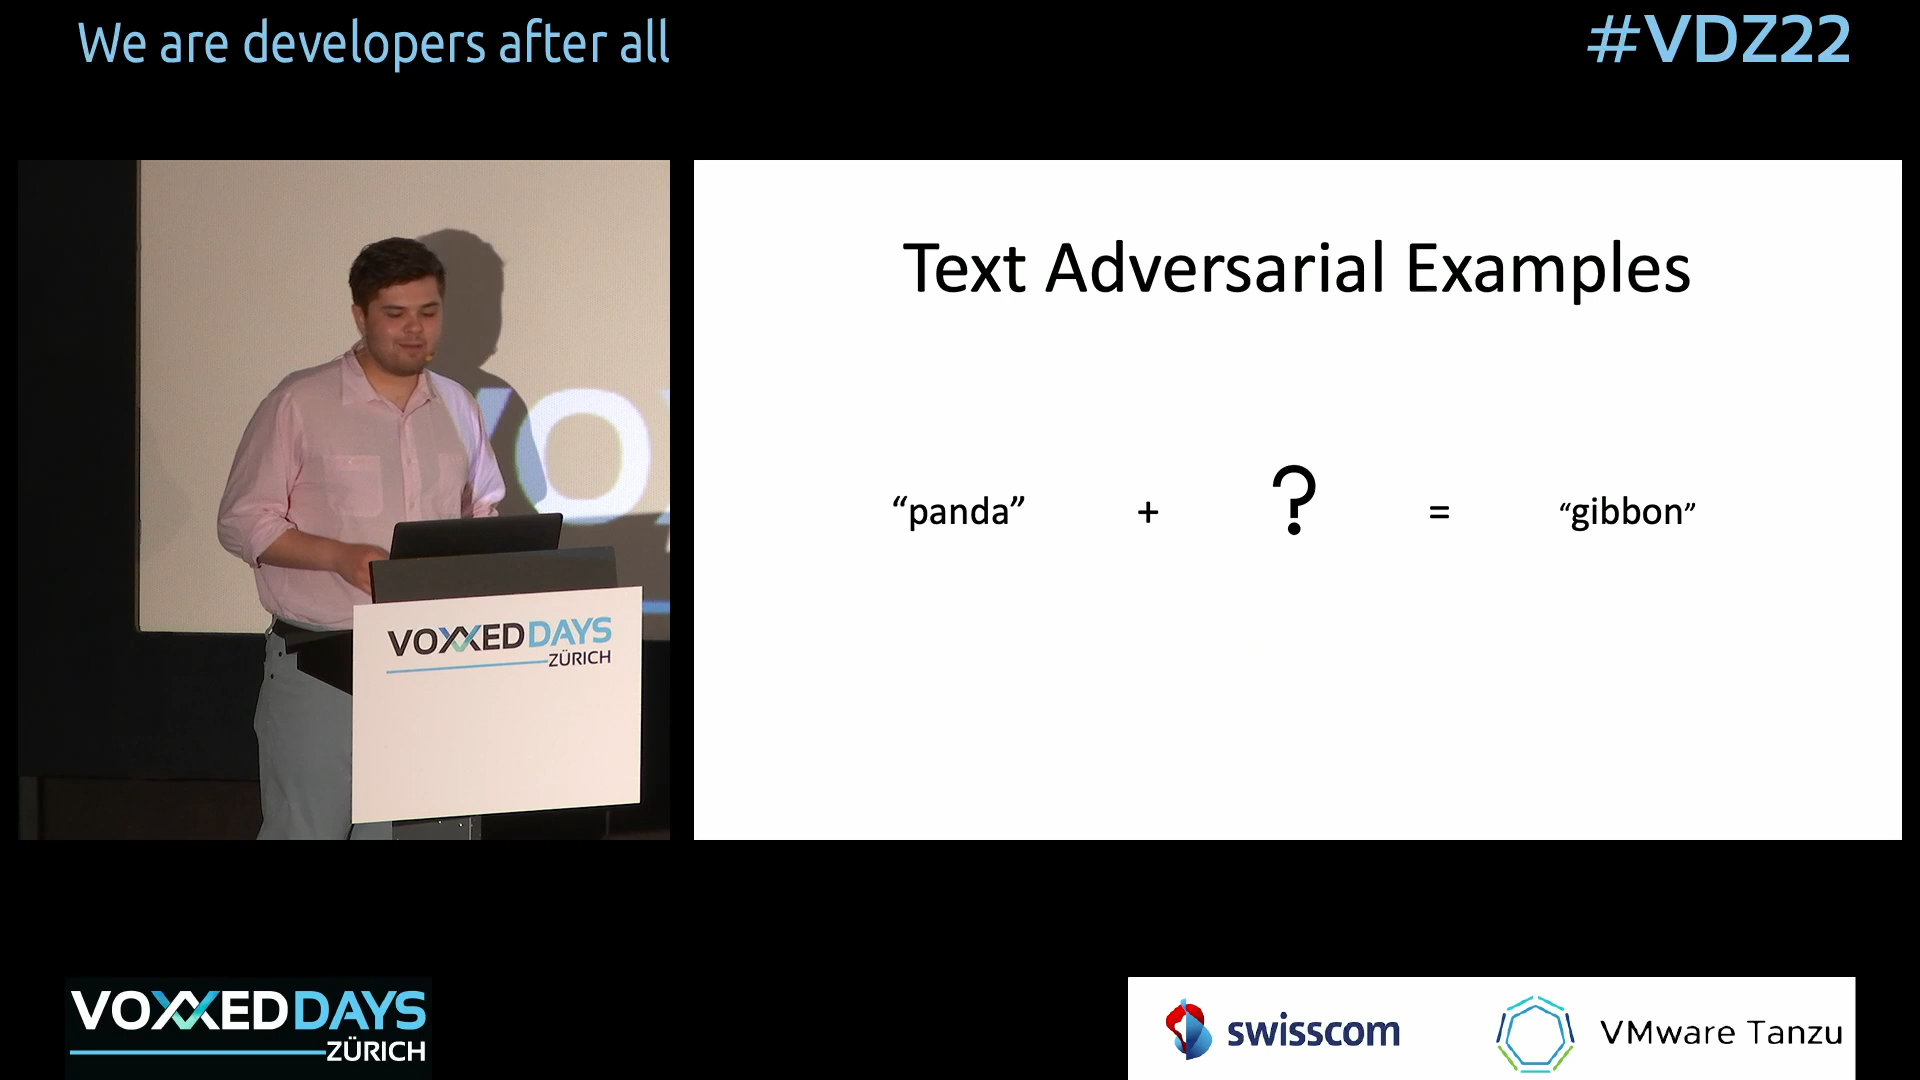 We are developers after all
#VDZ22
Text Adversarial Examples
“panda” + ? = “gibbon”
VOXXED DAYS
ZÜRICH
VOXXED DAYS
ZÜRICH
swisscom
VMware Tanzu